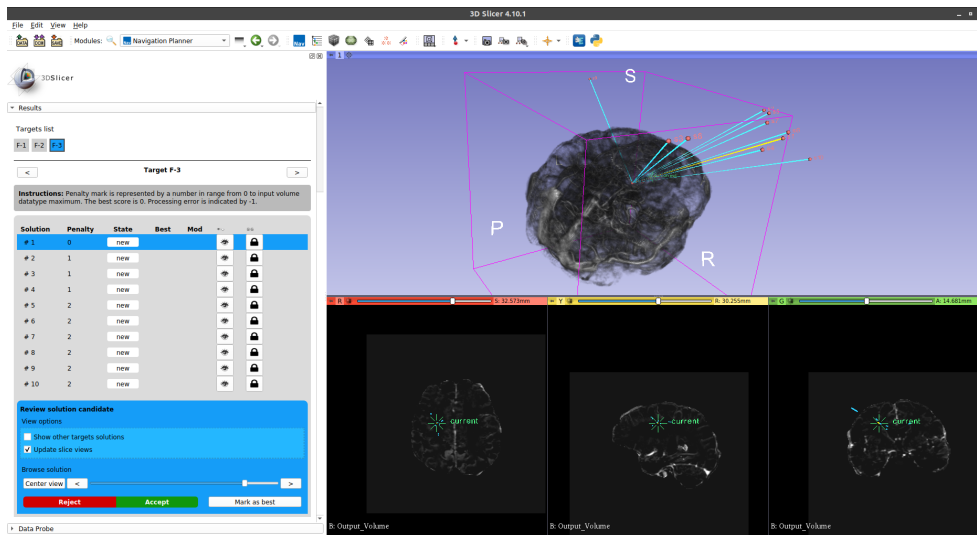 3D Slicer 4.10.1
File Edit View Help
DATA DCM SAVE Modules: Navigation Planner Nav
1
3DSlicer
Results
Targets list
F-1 F-2 F-3
< Target F-3 >
Instructions: Penalty mark is represented by a number in range from 0 to input volume
datatype maximum. The best score is 0. Processing error is indicated by -1.
Solution Penalty State Best Mod
# 1 0 new
# 2 1 new
# 3 1 new
# 4 1 new
# 5 2 new
# 6 2 new
# 7 2 new
# 8 2 new
# 9 2 new
# 10 2 new
Review solution candidate
View options
Show other targets solutions
Update slice views
Browse solution
Center view < >
Reject Accept Mark as best
Data Probe
S
P
R
R S: 32.573mm
Y R: 30.255mm
G A: 14.681mm
current
current
current
B: Output_Volume
B: Output_Volume
B: Output_Volume